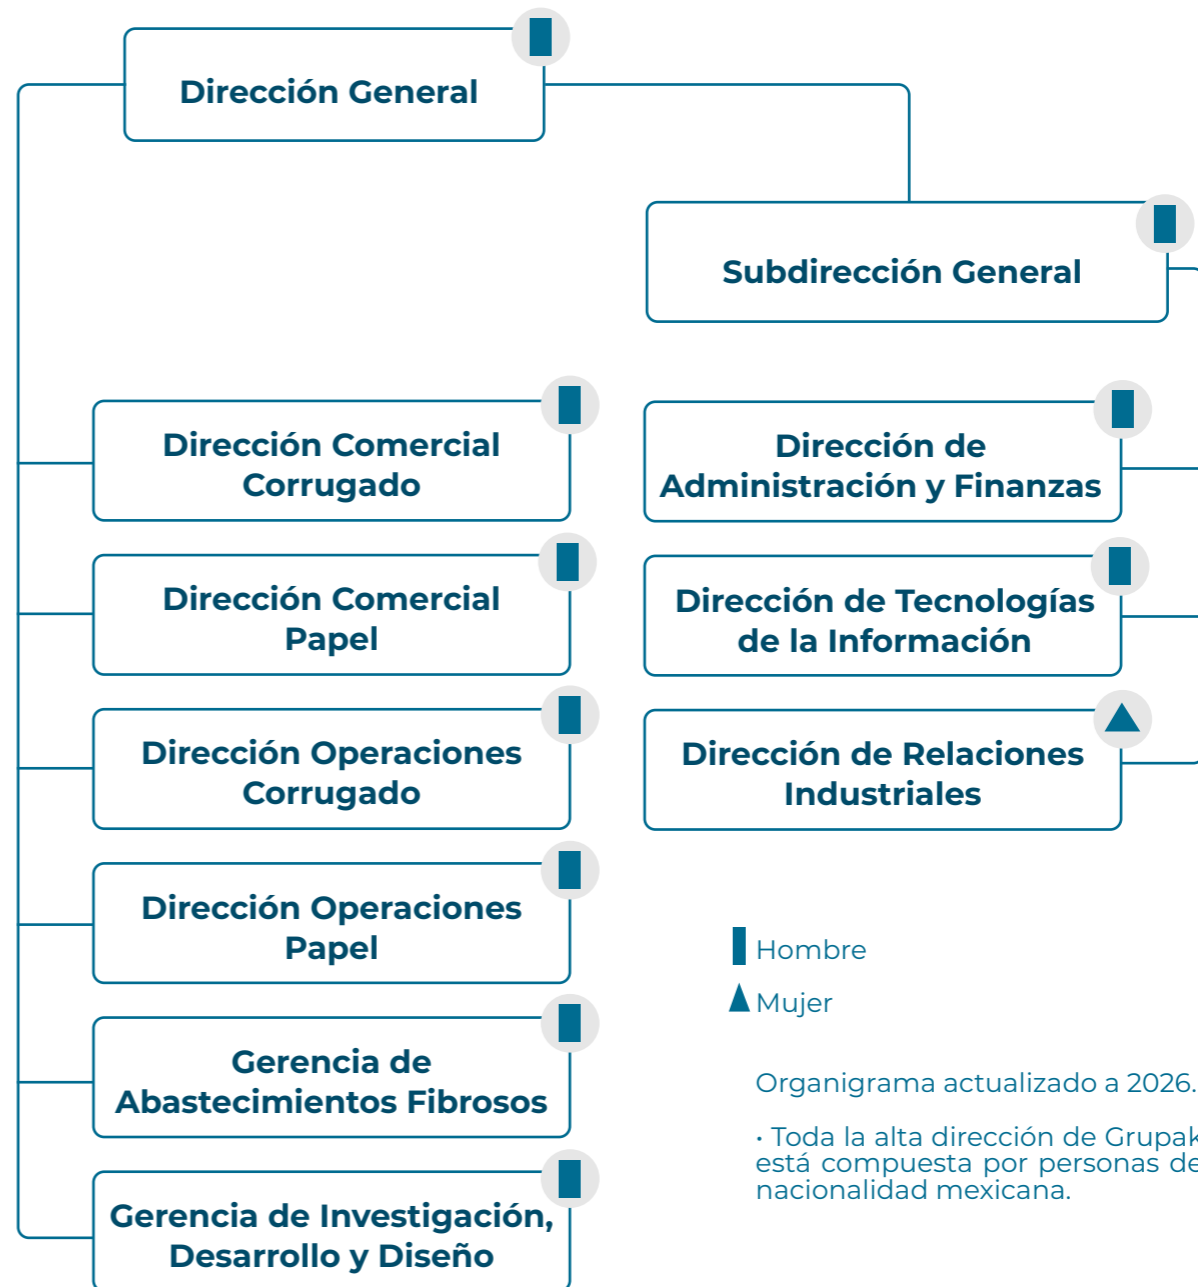 Dirección General
Subdirección General
Dirección Comercial
Corrugado
Dirección Comercial
Papel
Dirección Operaciones
Corrugado
Dirección Operaciones
Papel
Gerencia de
Abastecimientos Fibrosos
Gerencia de Investigación,
Desarrollo y Diseño
Dirección de
Administración y Finanzas
Dirección de Tecnologías
de la Información
Dirección de Relaciones
Industriales
Hombre
Mujer
Organigrama actualizado a 2026.
• Toda la alta dirección de Grupak
está compuesta por personas de
nacionalidad mexicana.